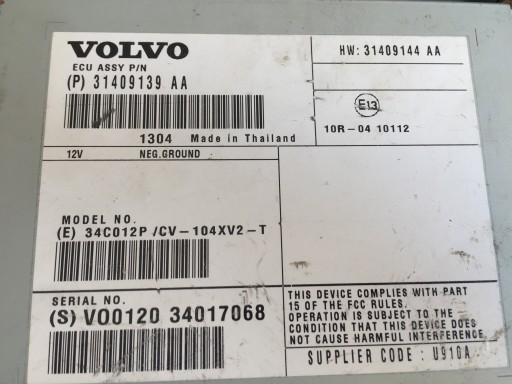 VOLVO
ECU ASSY P/N
(P) 31409139 AA
HW: 31409144 AA
E13
10R-04 10112
1304 Made in Thailand
12V NEG.GROUND
MODEL NO.
(E) 34C012P/CV-104XV2-T
SERIAL NO.
(S) VO0120 34017068
THIS DEVICE COMPLIES WITH PART
15 OF THE FCC RULES.
OPERATION IS SUBJECT TO THE
CONDITION THAT THIS DEVICE DOES
NOT CAUSE HARMFUL INTERFERENCE.
SUPPLIER CODE: U910A